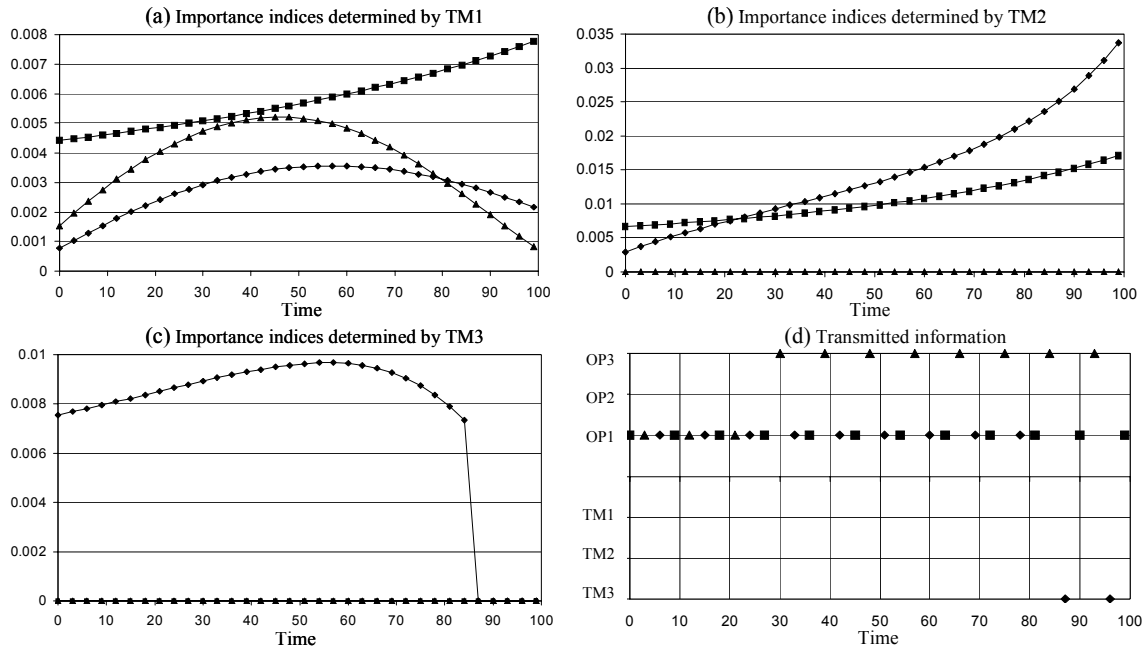 (a) Importance indices determined by TM1
0.008
0.007
0.006
0.005
0.004
0.003
0.002
0.001
0
0 10 20 30 40 50 60 70 80 90 100
Time
(b) Importance indices determined by TM2
0.035
0.03
0.025
0.02
0.015
0.01
0.005
0
0 10 20 30 40 50 60 70 80 90 100
Time
(c) Importance indices determined by TM3
0.01
0.008
0.006
0.004
0.002
0
0 10 20 30 40 50 60 70 80 90 100
Time
(d) Transmitted information
OP3
OP2
OP1
TM1
TM2
TM3
0 10 20 30 40 50 60 70 80 90 100
Time